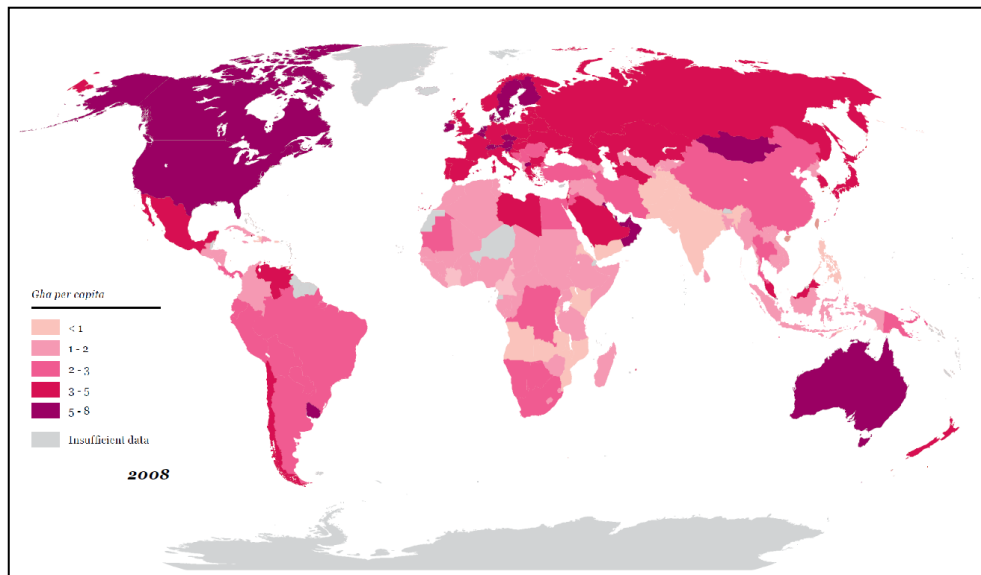 Gha per capita
< 1
1 - 2
2 - 3
3 - 5
5 - 8
Insufficient data
2008